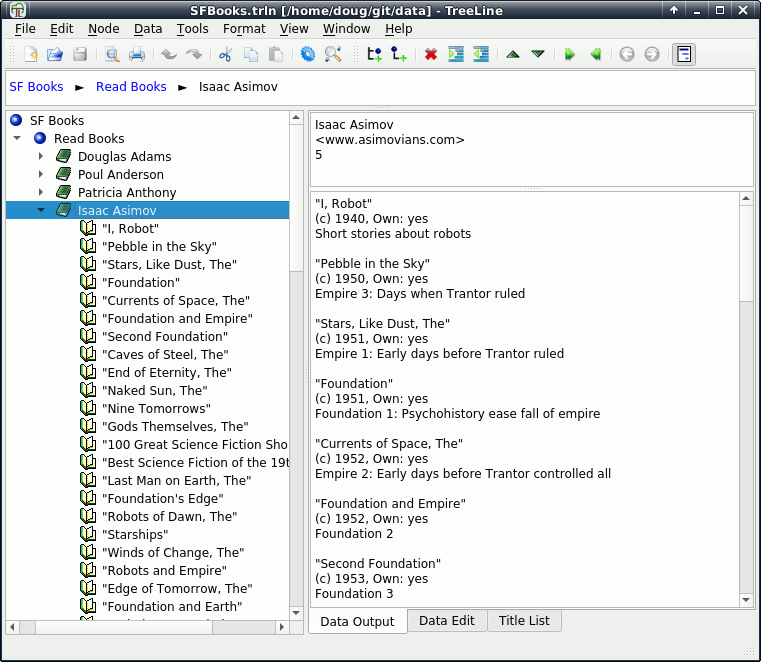 SFBooks.trln [/home/doug/git/data] - TreeLine
File Edit Node Data Tools Format View Window Help
SF Books ► Read Books ► Isaac Asimov
SF Books
Read Books
Douglas Adams
Poul Anderson
Patricia Anthony
Isaac Asimov
"I, Robot"
"Pebble in the Sky"
"Stars, Like Dust, The"
"Foundation"
"Currents of Space, The"
"Foundation and Empire"
"Second Foundation"
"Caves of Steel, The"
"End of Eternity, The"
"Naked Sun, The"
"Nine Tomorrows"
"Gods Themselves, The"
"100 Great Science Fiction Sho
"Best Science Fiction of the 19t
"Last Man on Earth, The"
"Foundation's Edge"
"Robots of Dawn, The"
"Starships"
"Winds of Change, The"
"Robots and Empire"
"Edge of Tomorrow, The"
"Foundation and Earth"
Isaac Asimov
<www.asimovians.com>
5
"I, Robot"
(c) 1940, Own: yes
Short stories about robots
"Pebble in the Sky"
(c) 1950, Own: yes
Empire 3: Days when Trantor ruled
"Stars, Like Dust, The"
(c) 1951, Own: yes
Empire 1: Early days before Trantor ruled
"Foundation"
(c) 1951, Own: yes
Foundation 1: Psychohistory ease fall of empire
"Currents of Space, The"
(c) 1952, Own: yes
Empire 2: Early days before Trantor controlled all
"Foundation and Empire"
(c) 1952, Own: yes
Foundation 2
"Second Foundation"
(c) 1953, Own: yes
Foundation 3
Data Output Data Edit Title List